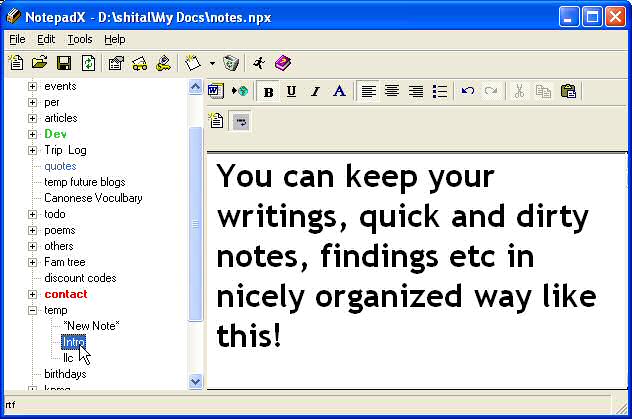 NotepadX - D:\shital\My Docs\notes.npx
File Edit Tools Help
events
per
articles
Dev
Trip Log
quotes
temp future blogs
Canonese Voculbary
todo
poems
others
Fam tree
discount codes
contact
temp
*New Note*
Intro
llc
birthdays
B U I A
You can keep your
writings, quick and dirty
notes, findings etc in
nicely organized way like
this!
rtf